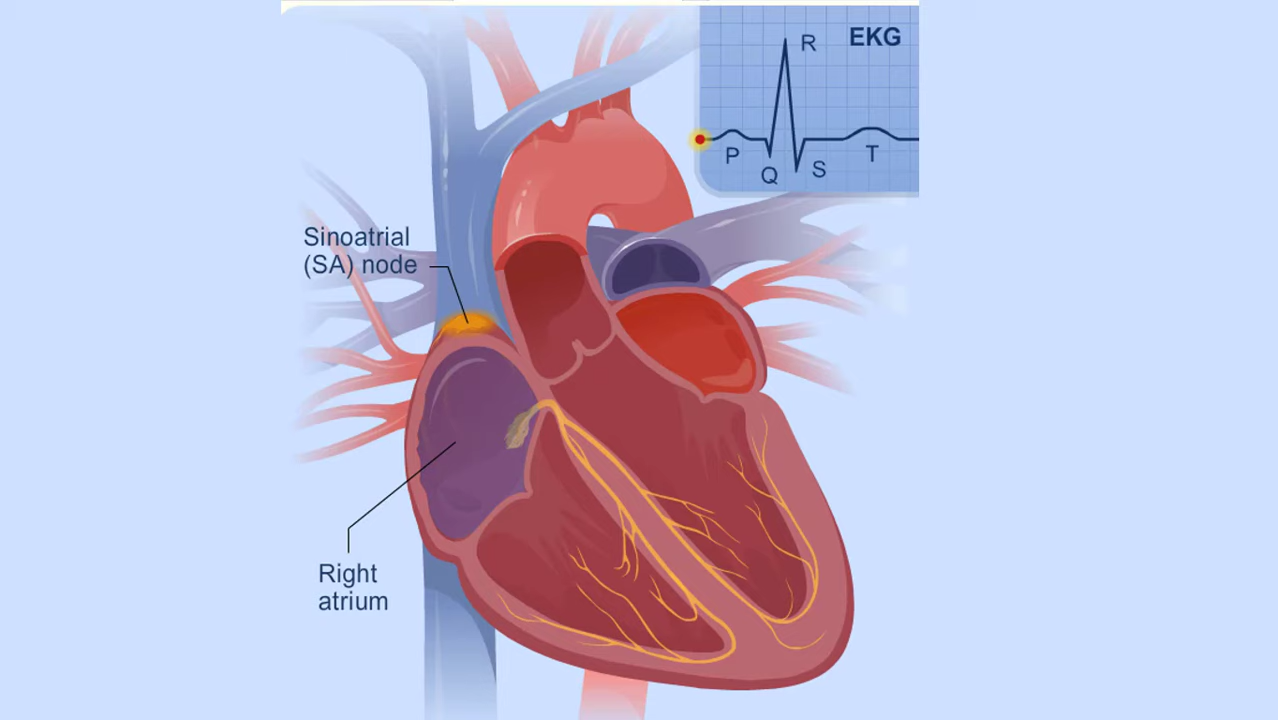 EKG
R
P
Q
S
T
Sinoatrial
(SA) node
Right
atrium